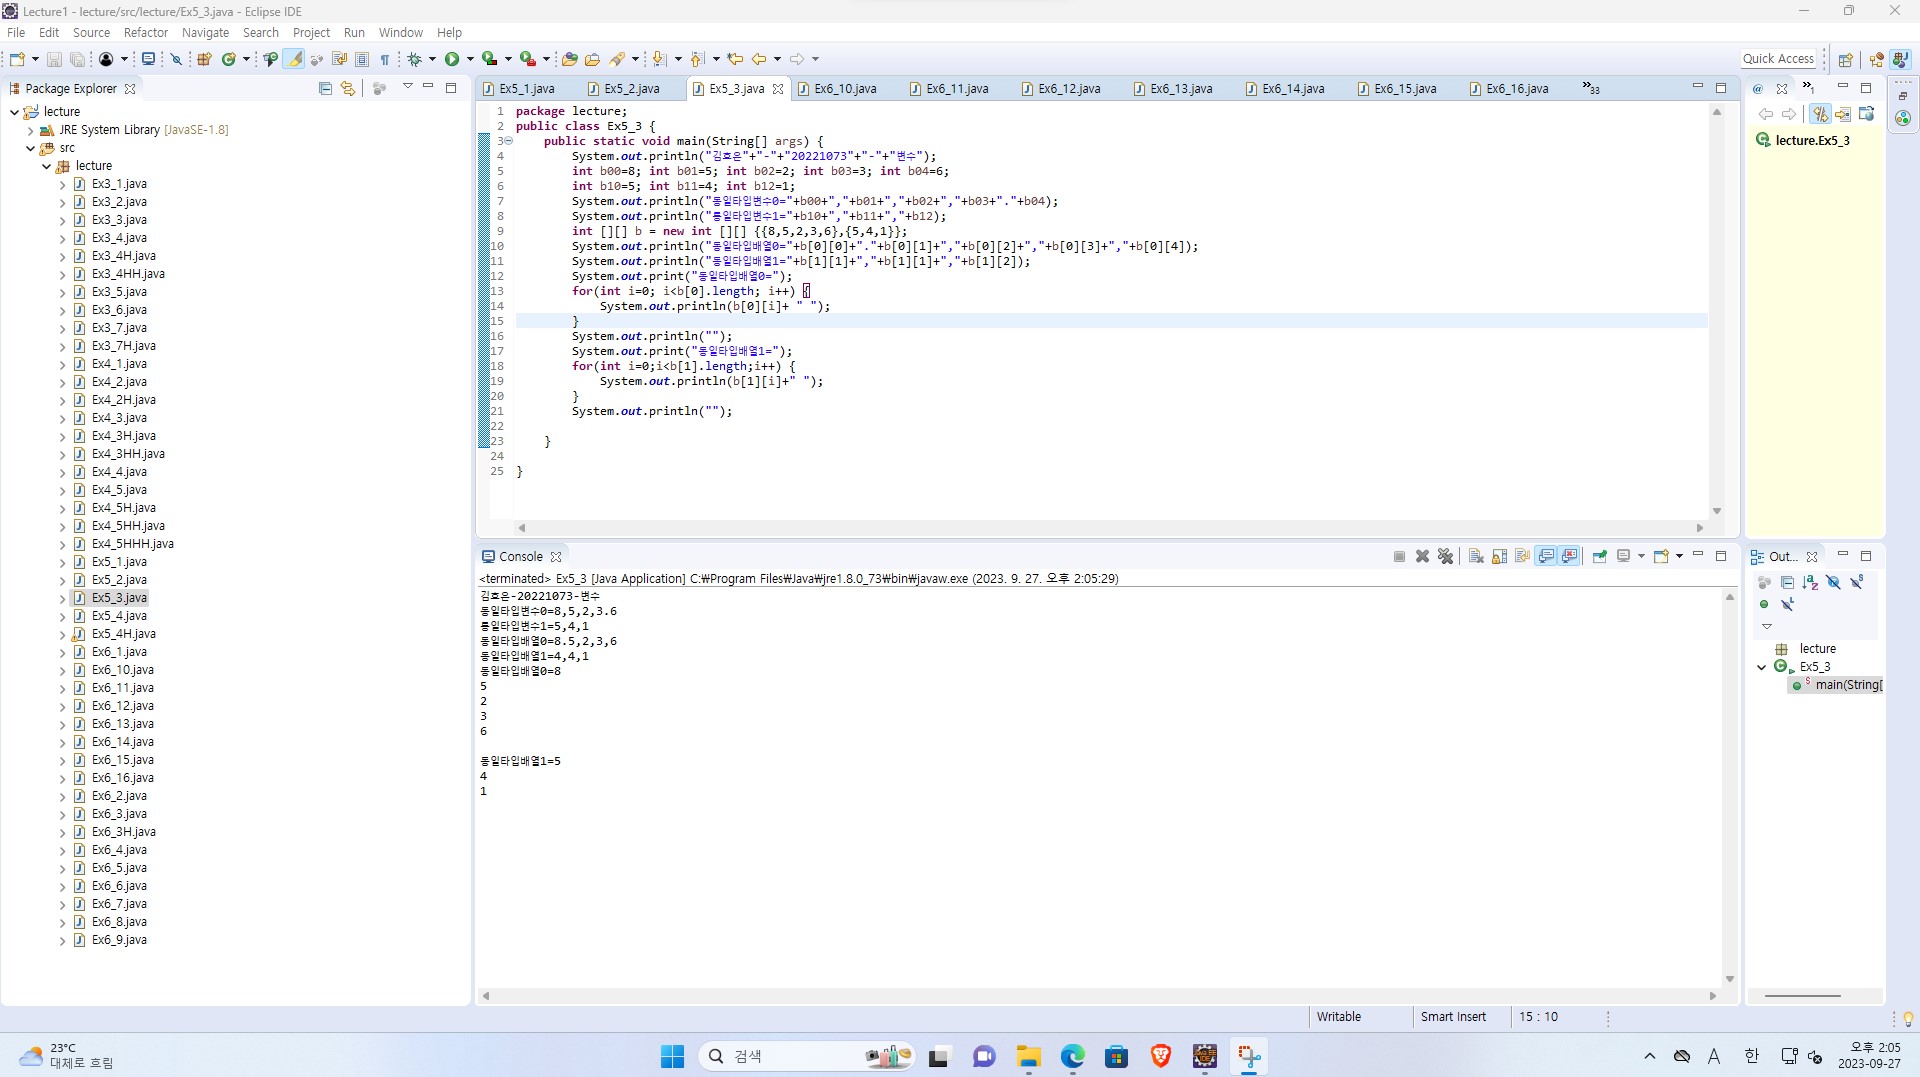 Lecture1 - lecture/src/lecture/Ex5_3.java - Eclipse IDE
File Edit Source Refactor Navigate Search Project Run Window Help
Quick Access
Package Explorer
lecture
JRE System Library [JavaSE-1.8]
src
lecture
Ex3_1.java
Ex3_2.java
Ex3_3.java
Ex3_4.java
Ex3_4H.java
Ex3_4HH.java
Ex3_5.java
Ex3_6.java
Ex3_7.java
Ex3_7H.java
Ex4_1.java
Ex4_2.java
Ex4_2H.java
Ex4_3.java
Ex4_3H.java
Ex4_3HH.java
Ex4_4.java
Ex4_5.java
Ex4_5H.java
Ex4_5HH.java
Ex4_5HHH.java
Ex5_1.java
Ex5_2.java
Ex5_3.java
Ex5_4.java
Ex5_4H.java
Ex6_1.java
Ex6_10.java
Ex6_11.java
Ex6_12.java
Ex6_13.java
Ex6_14.java
Ex6_15.java
Ex6_16.java
Ex6_2.java
Ex6_3.java
Ex6_3H.java
Ex6_4.java
Ex6_5.java
Ex6_6.java
Ex6_7.java
Ex6_8.java
Ex6_9.java
Ex5_1.java Ex5_2.java Ex5_3.java Ex6_10.java Ex6_11.java Ex6_12.java Ex6_13.java Ex6_14.java Ex6_15.java Ex6_16.java »33
1 package lecture;
2 public class Ex5_3 {
3 public static void main(String[] args) {
4 System.out.println("김효은"+"-"+"20221073"+"-"+"변수");
5 int b00=8; int b01=5; int b02=2; int b03=3; int b04=6;
6 int b10=5; int b11=4; int b12=1;
7 System.out.println("동일타입변수0="+b00+","+b01+","+b02+","+b03+"."+b04);
8 System.out.println("통일타입변수1="+b10+","+b11+","+b12);
9 int [][] b = new int [][] {{8,5,2,3,6},{5,4,1}};
10 System.out.println("동일타입배열0="+b[0][0]+"."+b[0][1]+","+b[0][2]+","+b[0][3]+","+b[0][4]);
11 System.out.println("동일타입배열1="+b[1][1]+","+b[1][1]+","+b[1][2]);
12 System.out.print("동일타입배열0=");
13 for(int i=0; i<b[0].length; i++) {
14 System.out.println(b[0][i]+ " ");
15 }
16 System.out.println("");
17 System.out.print("동일타입배열1=");
18 for(int i=0;i<b[1].length;i++) {
19 System.out.println(b[1][i]+" ");
20 }
21 System.out.println("");
22
23 }
24
25 }
@ »1
lecture.Ex5_3
Console
<terminated> Ex5_3 [Java Application] C:₩Program Files₩Java₩jre1.8.0_73₩bin₩javaw.exe (2023. 9. 27. 오후 2:05:29)
김효은-20221073-변수
동일타입변수0=8,5,2,3.6
통일타입변수1=5,4,1
동일타입배열0=8.5,2,3,6
동일타입배열1=4,4,1
동일타입배열0=8
5
2
3
6
동일타입배열1=5
4
1
Out...
lecture
Ex5_3
main(String[
Writable Smart Insert 15 : 10
23°C
대체로 흐림
검색
A 한
오후 2:05
2023-09-27